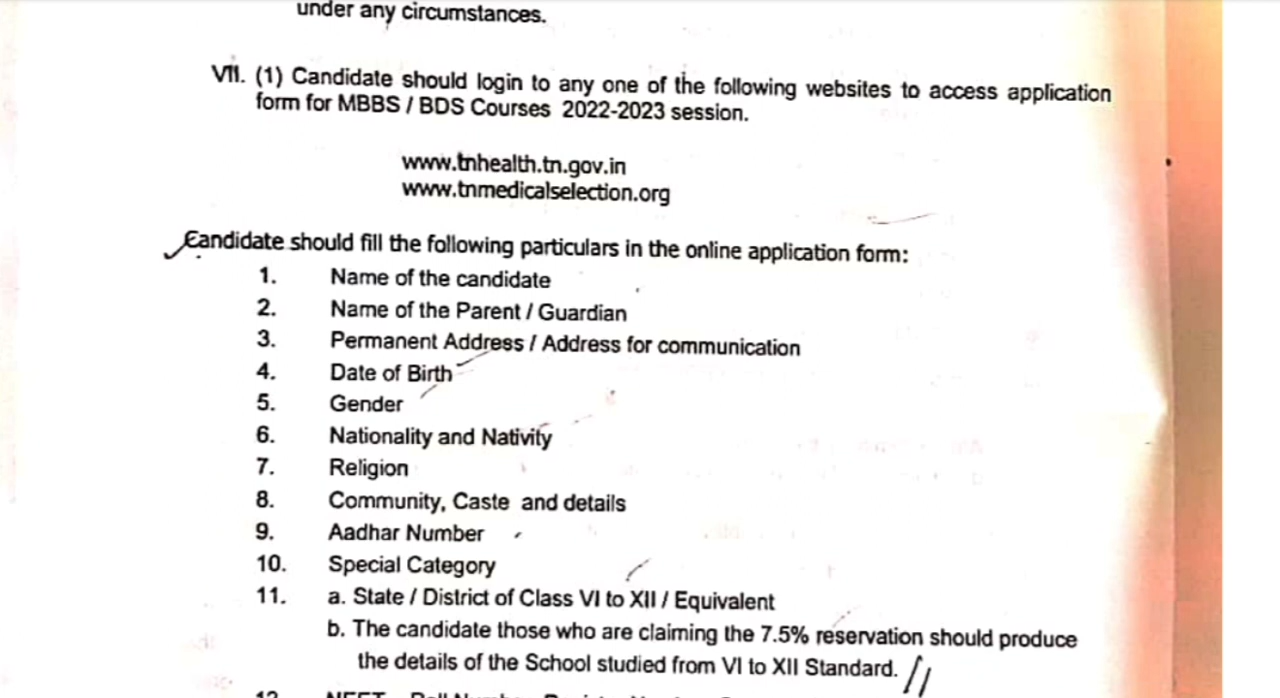 under any circumstances.
VII. (1) Candidate should login to any one of the following websites to access application
form for MBBS / BDS Courses 2022-2023 session.
www.tnhealth.tn.gov.in
www.tnmedicalselection.org
Candidate should fill the following particulars in the online application form:
1. Name of the candidate
2. Name of the Parent / Guardian
3. Permanent Address / Address for communication
4. Date of Birth
5. Gender
6. Nationality and Nativity
7. Religion
8. Community, Caste and details
9. Aadhar Number
10. Special Category
11. a. State / District of Class VI to XII / Equivalent
b. The candidate those who are claiming the 7.5% reservation should produce
the details of the School studied from VI to XII Standard.
12. NEET Roll Number